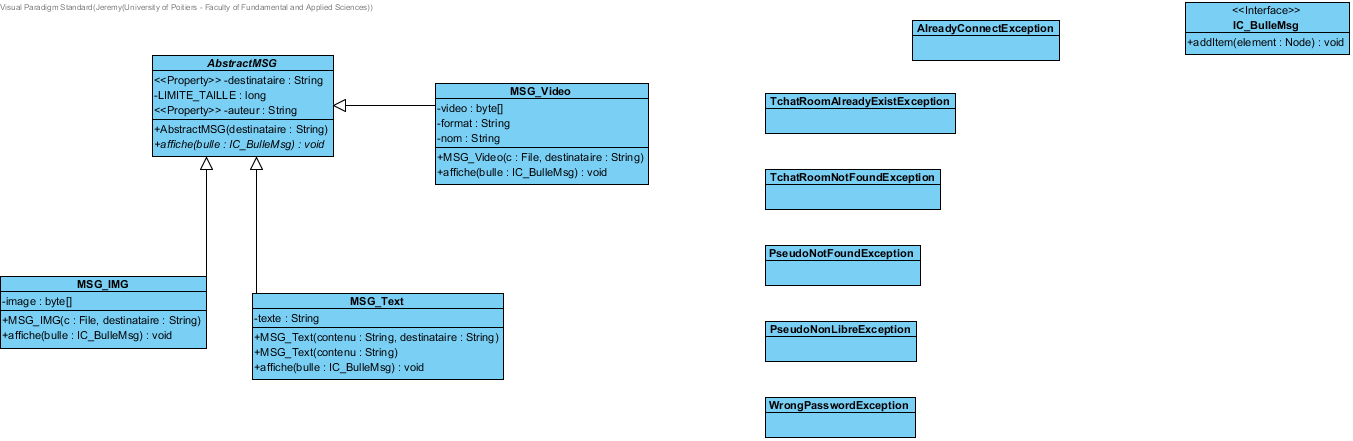 Visual Paradigm Standard(Jeremy(University of Poitiers - Faculty of Fundamental and Applied Sciences))
AbstractMSG
<<Property>> -destinataire : String
-LIMITE_TAILLE : long
<<Property>> -auteur : String
+AbstractMSG(destinataire : String)
+affiche(bulle : IC_BulleMsg) : void
MSG_Video
-video : byte[]
-format : String
-nom : String
+MSG_Video(c : File, destinataire : String)
+affiche(bulle : IC_BulleMsg) : void
MSG_IMG
-image : byte[]
+MSG_IMG(c : File, destinataire : String)
+affiche(bulle : IC_BulleMsg) : void
MSG_Text
-texte : String
+MSG_Text(contenu : String, destinataire : String)
+MSG_Text(contenu : String)
+affiche(bulle : IC_BulleMsg) : void
AlreadyConnectException
TchatRoomAlreadyExistException
TchatRoomNotFoundException
PseudoNotFoundException
PseudoNonLibreException
WrongPasswordException
<<Interface>>
IC_BulleMsg
+addItem(element : Node) : void